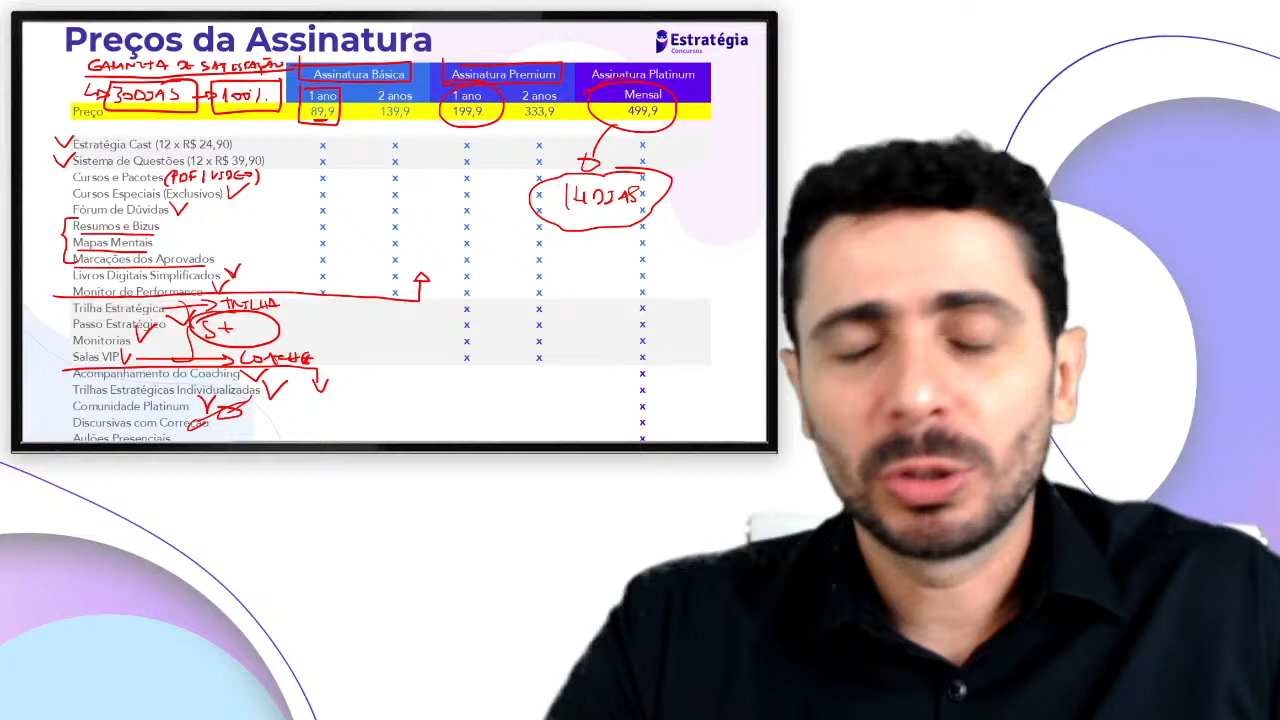 Preços da Assinatura
Estratégia
Concursos
GARANTIA DE SATISFAÇÃO
Assinatura Básica Assinatura Premium Assinatura Platinum
30 DIAS 100%
1 ano 2 anos 1 ano 2 anos Mensal
Preço 89,9 139,9 199,9 333,9 499,9
Estratégia Cast (12 x R$ 24,90) x x x x x
Sistema de Questões (12 x R$ 39,90) x x x x x
Cursos e Pacotes (PDF / VIDEO) x x x x x
Cursos Especiais (Exclusivos) x x x x x
14 DIAS
Fórum de Dúvidas x x x x x
Resumos e Bizus x x x x x
Mapas Mentais x x x x x
Marcações dos Aprovados x x x x x
Livros Digitais Simplificados x x x x x
Monitor de Performance x x x x x
Trilha Estratégica TRILHA x x x
Passo Estratégico 5+ x x x
Monitorias x x x
Salas VIP x x x
Acompanhamento do Coaching x
Trilhas Estratégicas Individualizadas x
Comunidade Platinum x
Discursivas com Correção x
Aulões Presenciais x